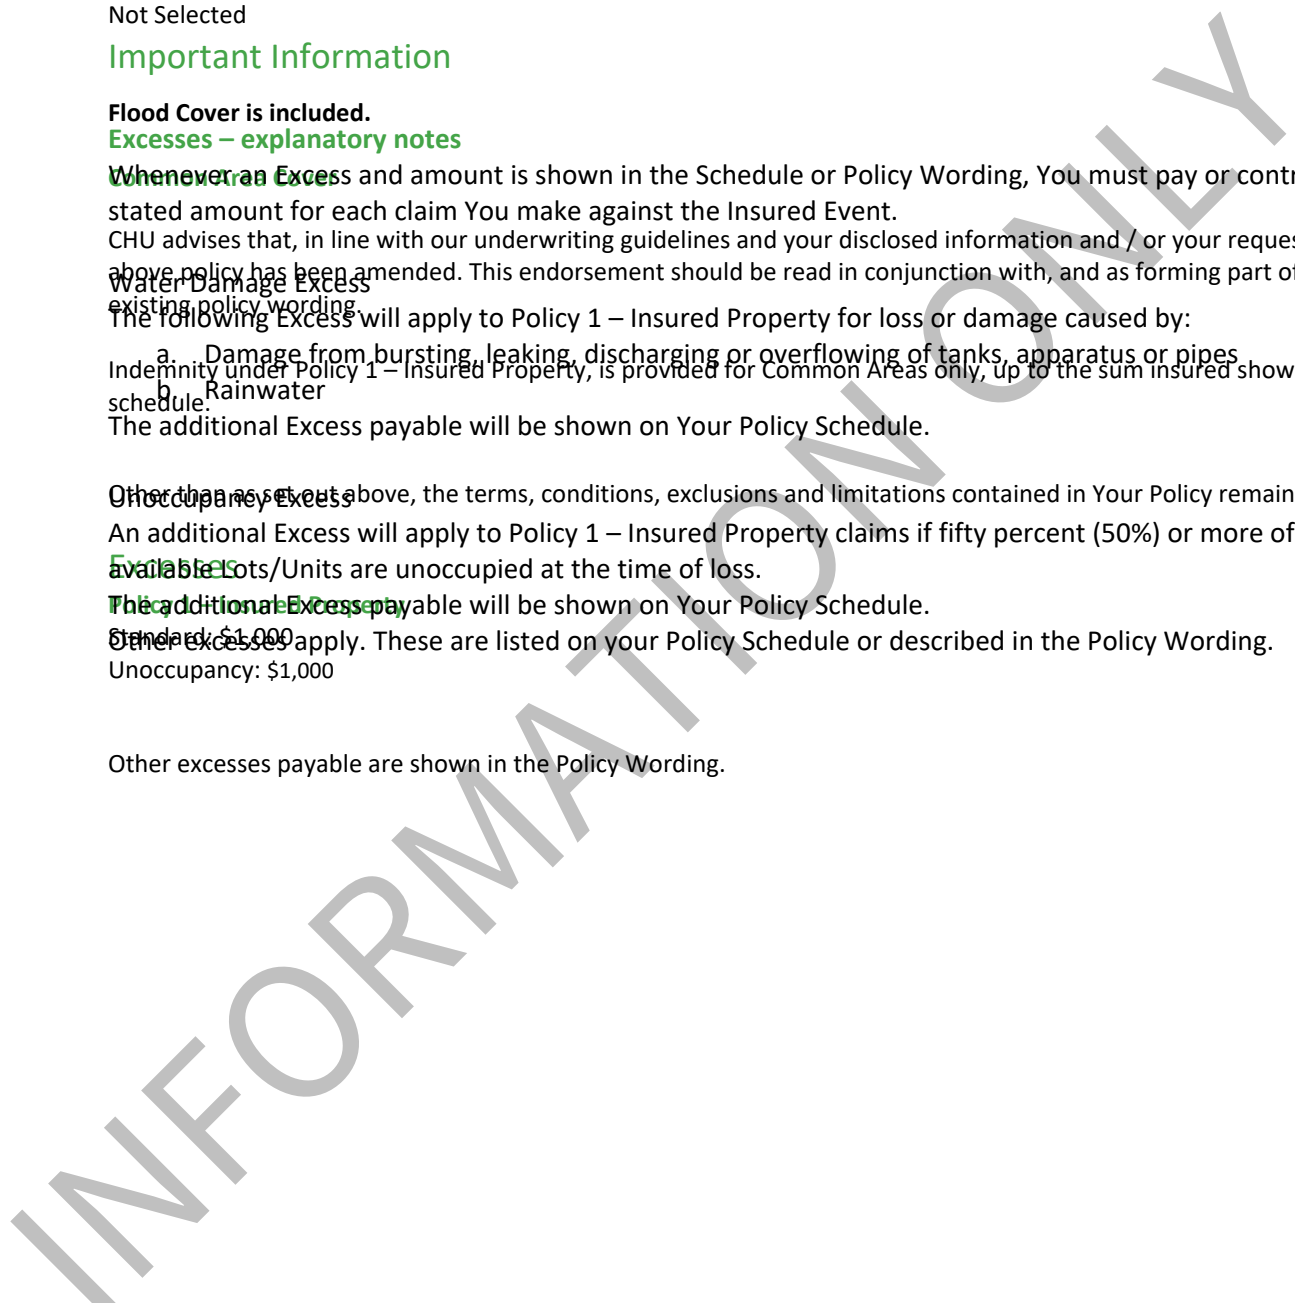 Not Selected
Important Information
Flood Cover is included.
Excesses – explanatory notes
Common Area Cover
Whenever an Excess and amount is shown in the Schedule or Policy Wording, You must pay or contr
stated amount for each claim You make against the Insured Event.
CHU advises that, in line with our underwriting guidelines and your disclosed information and / or your reques
above policy has been amended. This endorsement should be read in conjunction with, and as forming part of
Water Damage Excess
existing policy wording.
The following Excess will apply to Policy 1 – Insured Property for loss or damage caused by:
a. Damage from bursting, leaking, discharging or overflowing of tanks, apparatus or pipes
Indemnity under Policy 1 – Insured Property, is provided for Common Areas only, up to the sum insured show
b. Rainwater
schedule.
The additional Excess payable will be shown on Your Policy Schedule.
Other than as set out above, the terms, conditions, exclusions and limitations contained in Your Policy remain
Unoccupancy Excess
An additional Excess will apply to Policy 1 – Insured Property claims if fifty percent (50%) or more of
Excesses
available Lots/Units are unoccupied at the time of loss.
Policy 1 – Insured Property
The additional Excess payable will be shown on Your Policy Schedule.
Standard: $1,000
Other excesses apply. These are listed on your Policy Schedule or described in the Policy Wording.
Unoccupancy: $1,000
Other excesses payable are shown in the Policy Wording.
INFORMATION ONLY